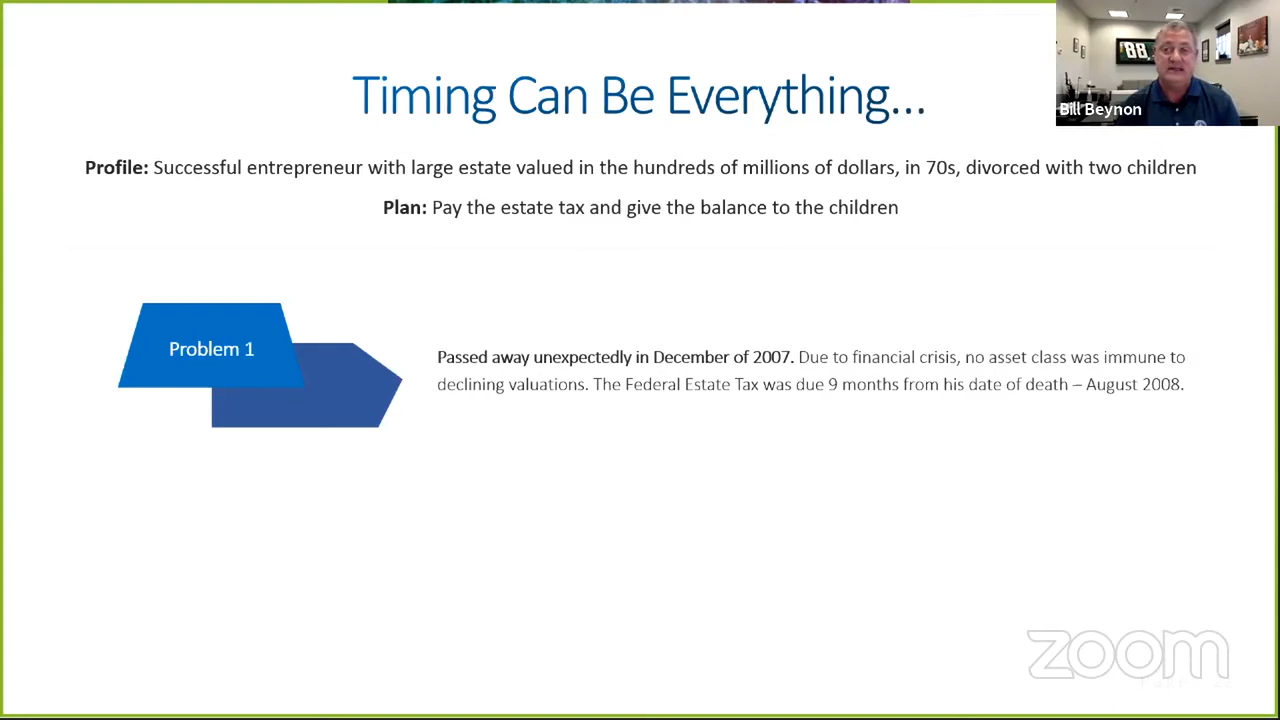 Timing Can Be Everything...
88
Bill Beynon
Profile: Successful entrepreneur with large estate valued in the hundreds of millions of dollars, in 70s, divorced with two children
Plan: Pay the estate tax and give the balance to the children
Problem 1
Passed away unexpectedly in December of 2007. Due to financial crisis, no asset class was immune to
declining valuations. The Federal Estate Tax was due 9 months from his date of death – August 2008.
zoom